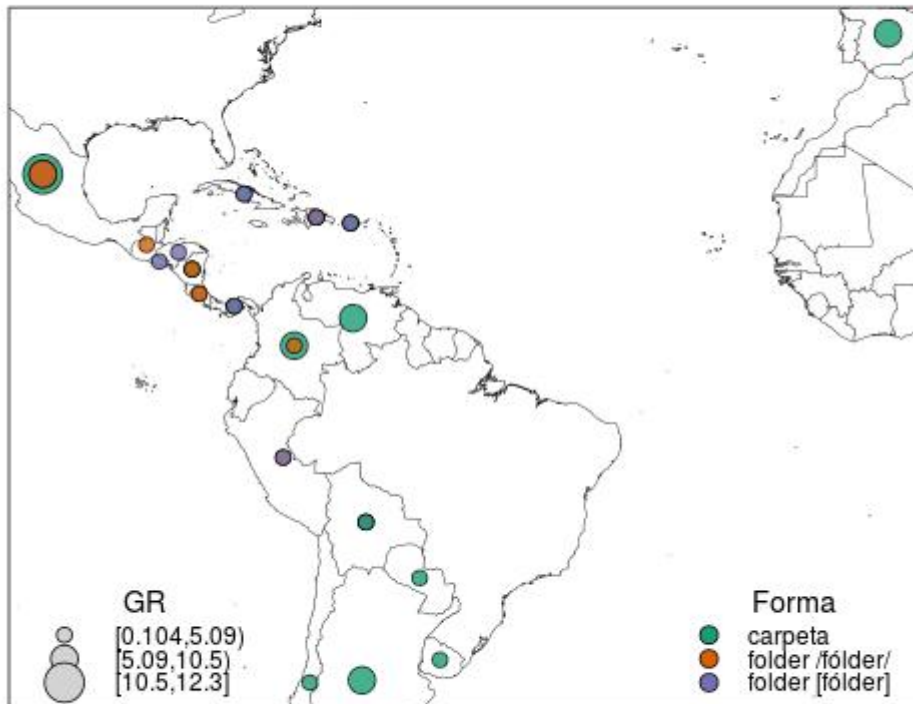 GR
[0.104,5.09)
[5.09,10.5)
[10.5,12.3]
Forma
carpeta
folder /fólder/
folder [fólder]